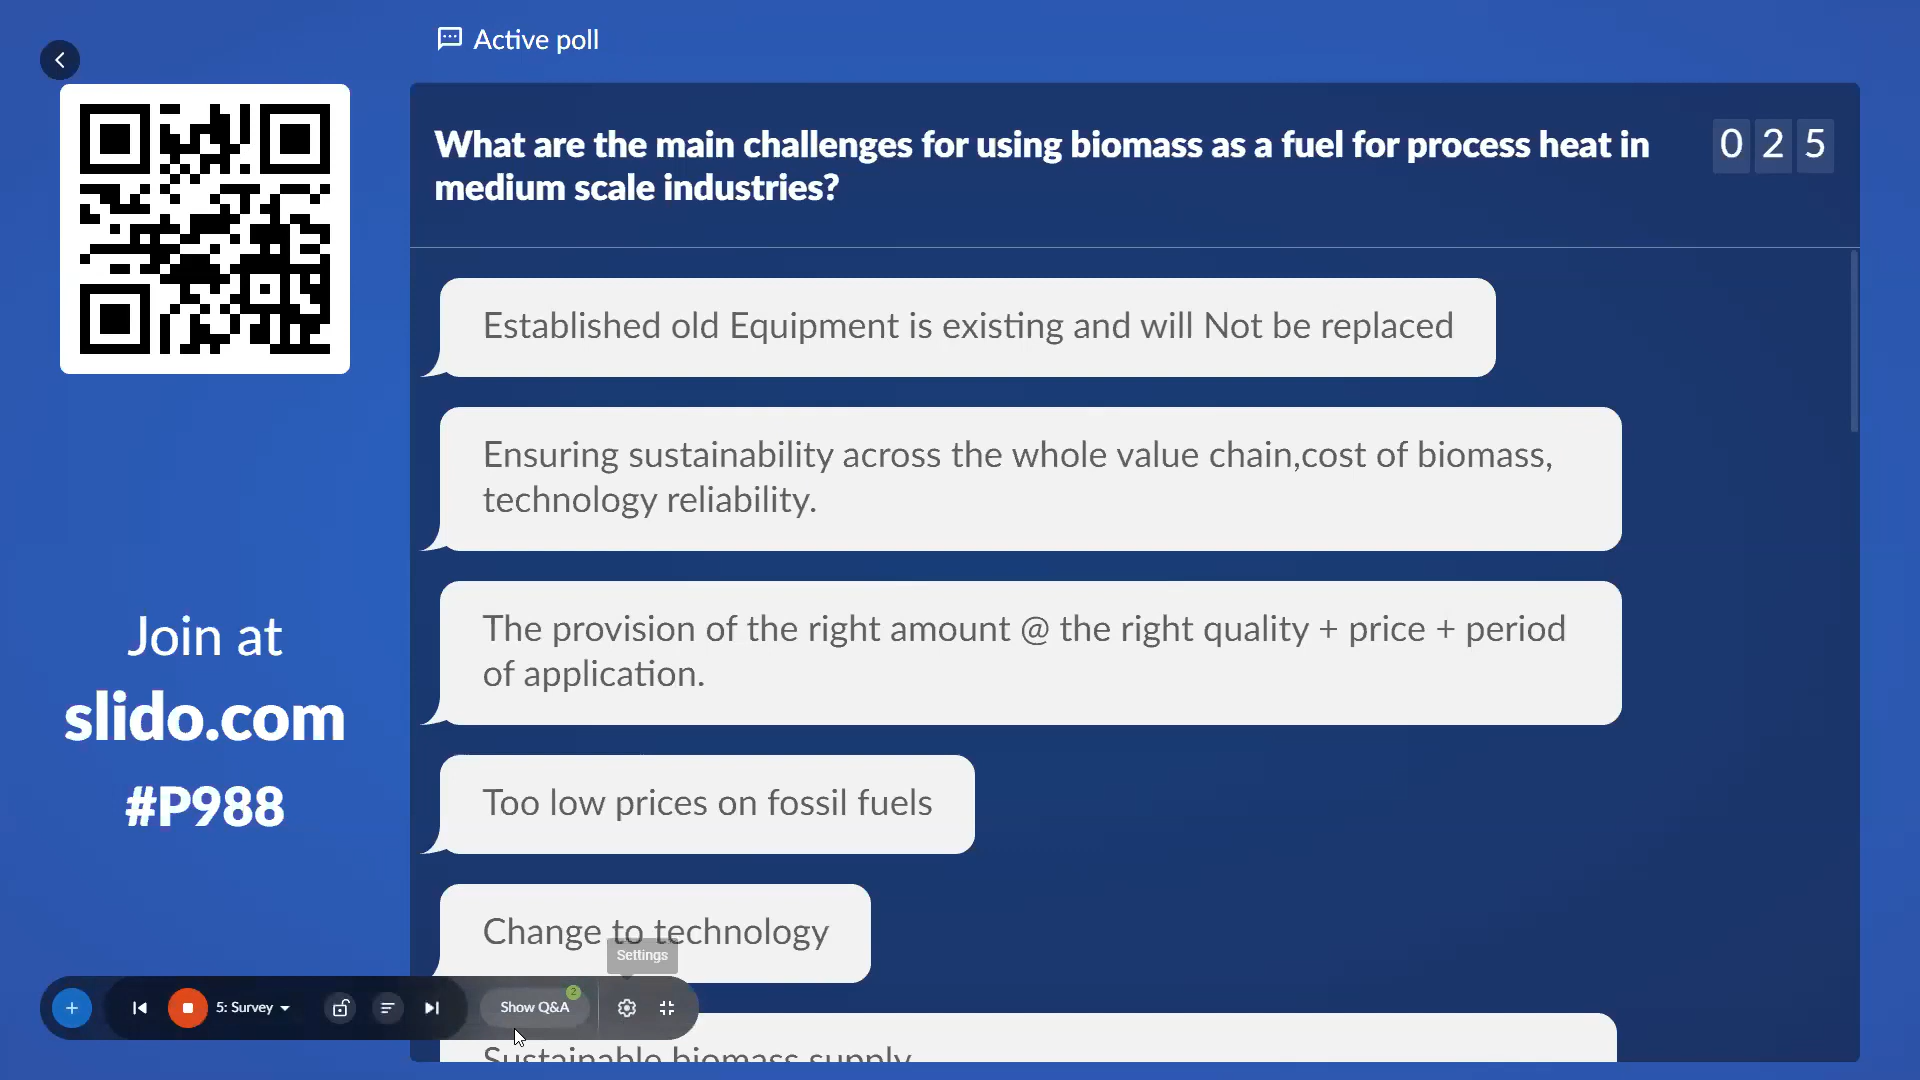 Active poll
What are the main challenges for using biomass as a fuel for process heat in
medium scale industries?
0 2 5
Established old Equipment is existing and will Not be replaced
Ensuring sustainability across the whole value chain,cost of biomass,
technology reliability.
The provision of the right amount @ the right quality + price + period
of application.
Too low prices on fossil fuels
Change to technology
Sustainable biomass supply
Join at
slido.com
#P988
Settings
5: Survey
Show Q&A
2